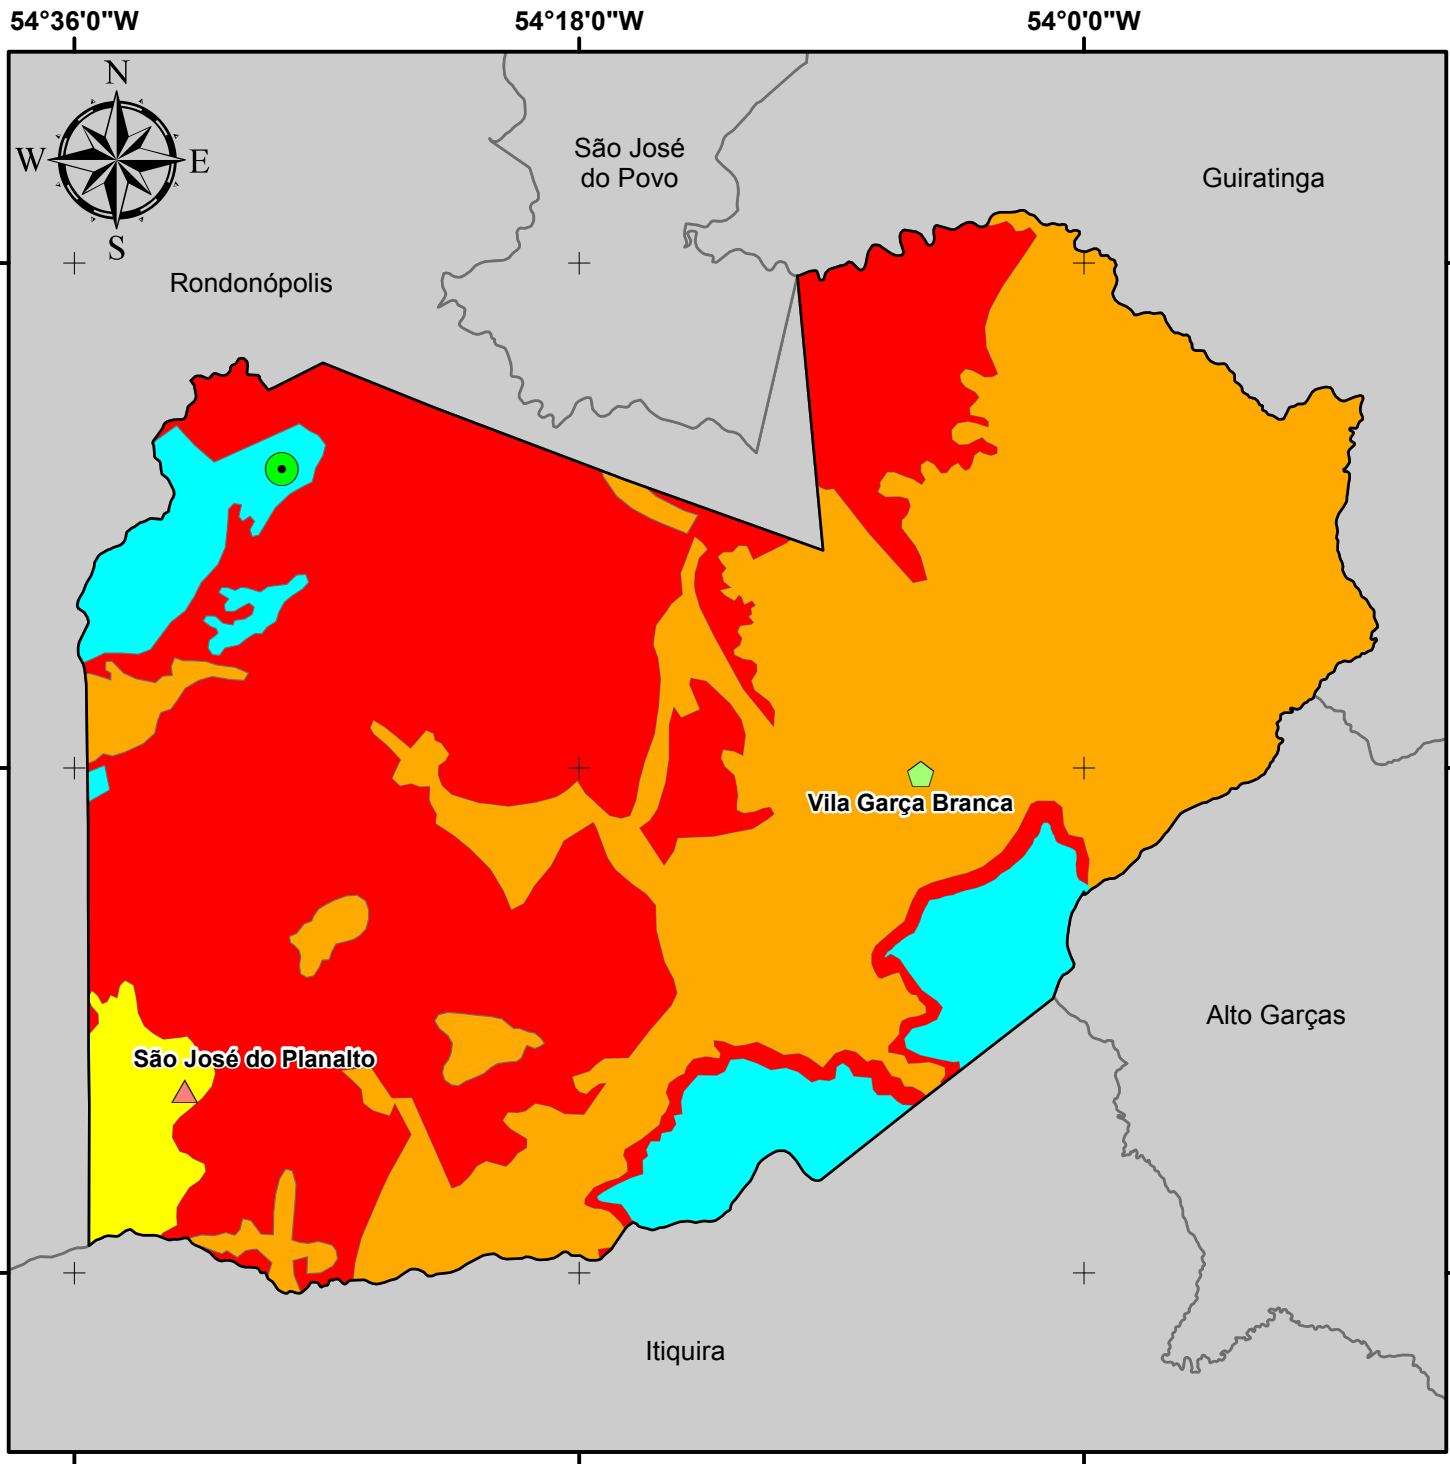 54°36'0"W
54°18'0"W
54°0'0"W
N
W
E
S
São José
do Povo
Guiratinga
Rondonópolis
Vila Garça Branca
São José do Planalto
Alto Garças
Itiquira